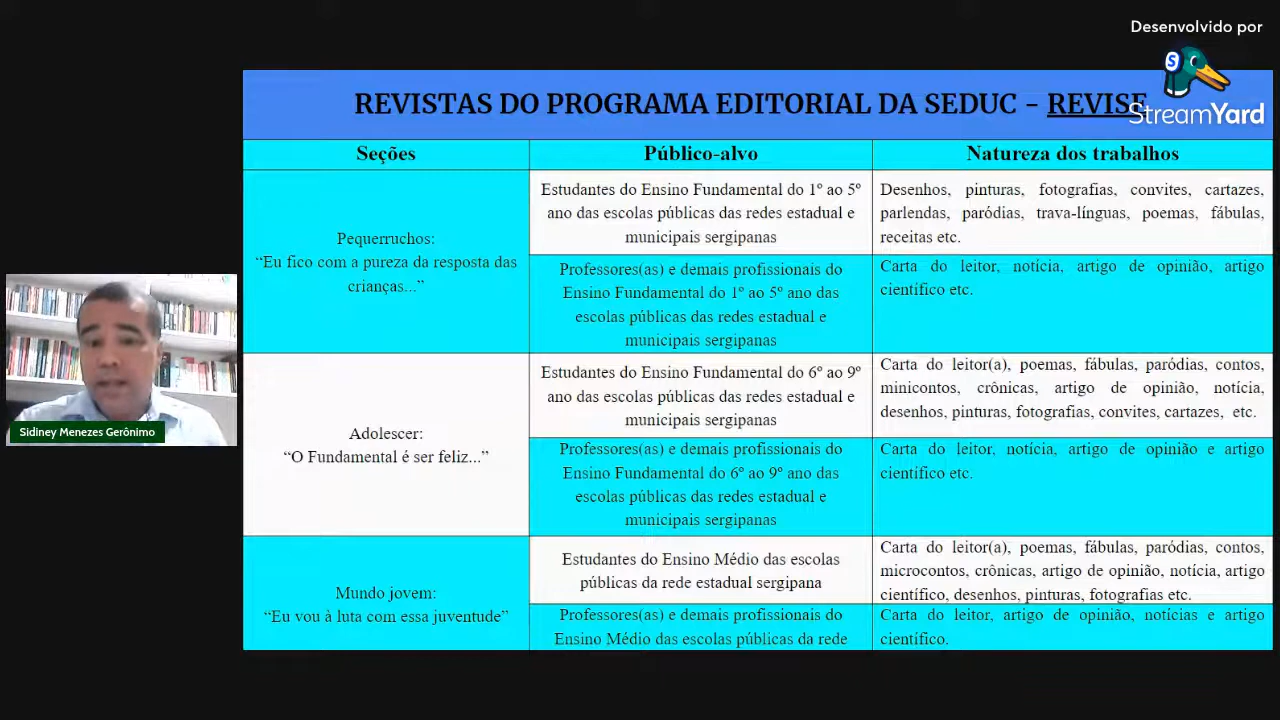 Desenvolvido por
StreamYard
REVISTAS DO PROGRAMA EDITORIAL DA SEDUC - REVISE
Seções
Público-alvo
Natureza dos trabalhos
Pequerruchos:
“Eu fico com a pureza da resposta das
crianças...”
Estudantes do Ensino Fundamental do 1º ao 5º
ano das escolas públicas das redes estadual e
municipais sergipanas
Desenhos, pinturas, fotografias, convites, cartazes,
parlendas, paródias, trava-línguas, poemas, fábulas,
receitas etc.
Professores(as) e demais profissionais do
Ensino Fundamental do 1º ao 5º ano das
escolas públicas das redes estadual e
municipais sergipanas
Carta do leitor, notícia, artigo de opinião, artigo
científico etc.
Adolescer:
“O Fundamental é ser feliz...”
Estudantes do Ensino Fundamental do 6º ao 9º
ano das escolas públicas das redes estadual e
municipais sergipanas
Carta do leitor(a), poemas, fábulas, paródias, contos,
minicontos, crônicas, artigo de opinião, notícia,
desenhos, pinturas, fotografias, convites, cartazes, etc.
Professores(as) e demais profissionais do
Ensino Fundamental do 6º ao 9º ano das
escolas públicas das redes estadual e
municipais sergipanas
Carta do leitor, notícia, artigo de opinião e artigo
científico etc.
Mundo jovem:
“Eu vou à luta com essa juventude”
Estudantes do Ensino Médio das escolas
públicas da rede estadual sergipana
Carta do leitor(a), poemas, fábulas, paródias, contos,
microcontos, crônicas, artigo de opinião, notícia, artigo
científico, desenhos, pinturas, fotografias etc.
Professores(as) e demais profissionais do
Ensino Médio das escolas públicas da rede
Carta do leitor, artigo de opinião, notícias e artigo
científico.
Sidiney Menezes Gerônimo